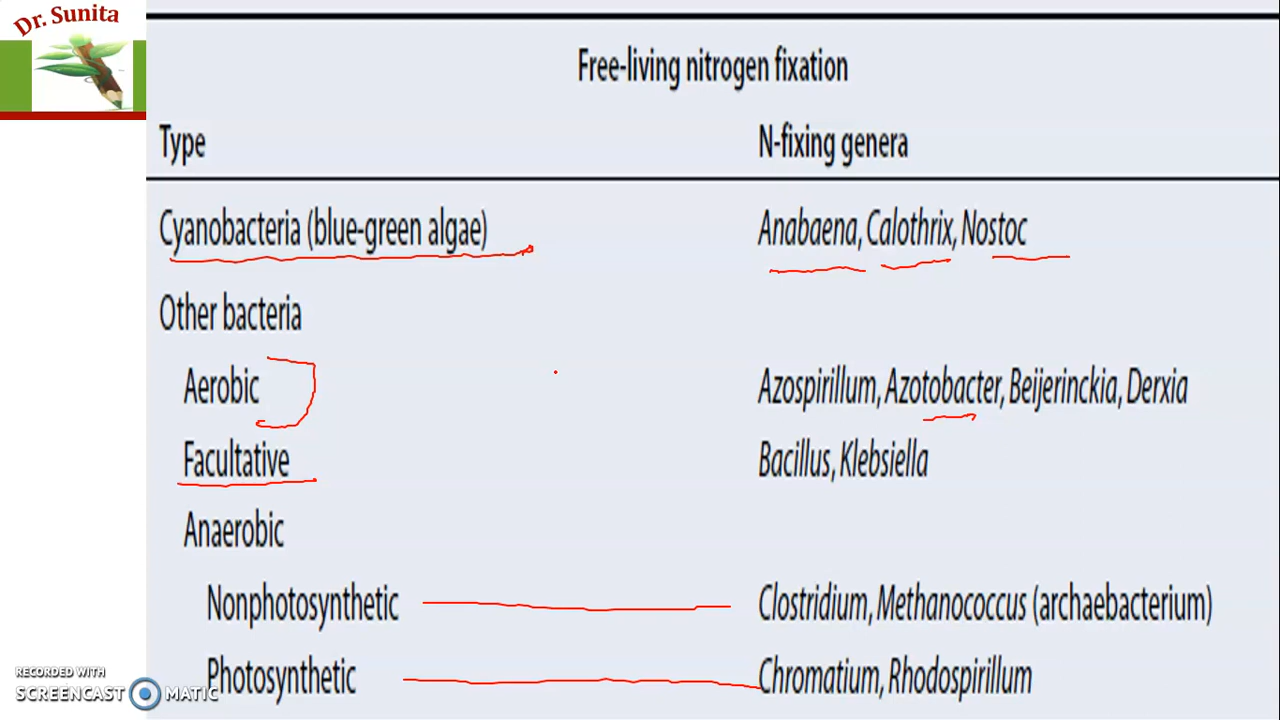 Dr. Sunita
Free-living nitrogen fixation
Type N-fixing genera
Cyanobacteria (blue-green algae) Anabaena, Calothrix, Nostoc
Other bacteria
Aerobic Azospirillum, Azotobacter, Beijerinckia, Derxia
Facultative Bacillus, Klebsiella
Anaerobic
Nonphotosynthetic Clostridium, Methanococcus (archaebacterium)
Photosynthetic Chromatium, Rhodospirillum
RECORDED WITH
SCREENCAST MATIC